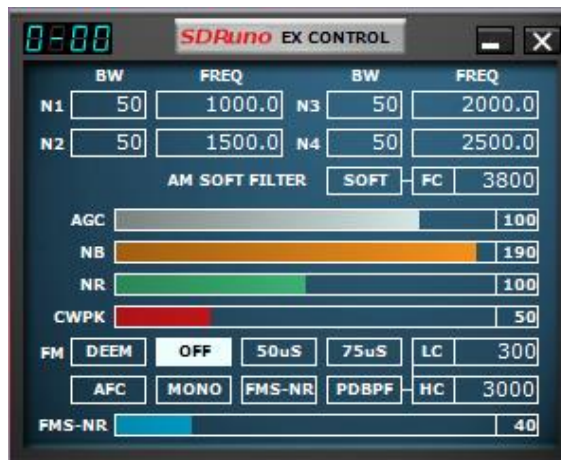 0-00 SDRuno EX CONTROL
BW FREQ BW FREQ
N1 50 1000.0 N3 50 2000.0
N2 50 1500.0 N4 50 2500.0
AM SOFT FILTER SOFT FC 3800
AGC 100
NB 190
NR 100
CWPK 50
FM DEEM OFF 50uS 75uS LC 300
AFC MONO FMS-NR PDBPF HC 3000
FMS-NR 40